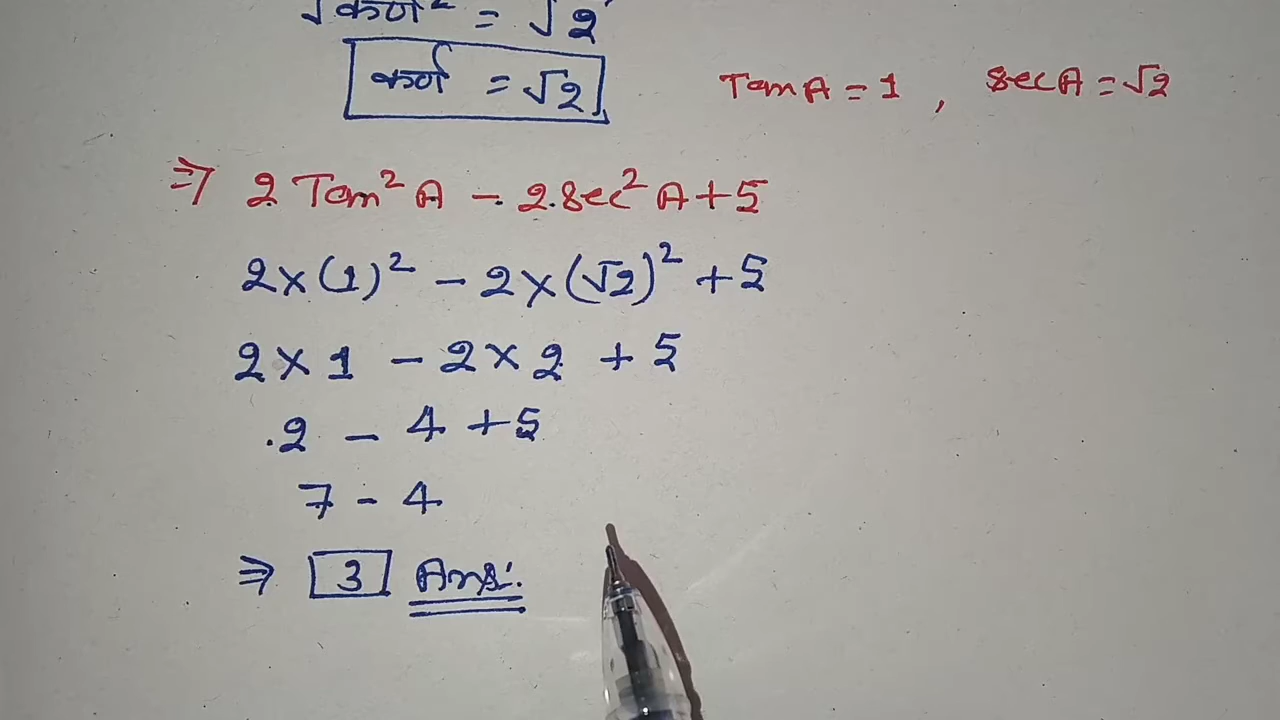 √कर्ण² = √2
कर्ण = √2
Tan A = 1 , sec A = √2
⇒ 2 Tan² A - 2.sec² A + 5
2 × (1)² - 2 × (√2)² + 5
2 × 1 - 2 × 2 + 5
2 - 4 + 5
7 - 4
⇒ 3 Ans: